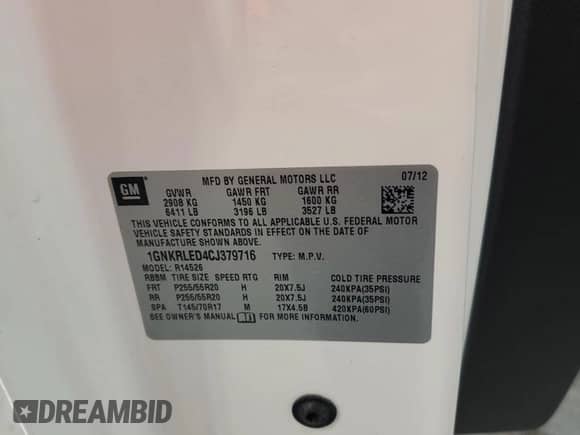 GM
MFD BY GENERAL MOTORS LLC 07/12
GVWR GAWR FRT GAWR RR
2908 KG 1450 KG 1600 KG
6411 LB 3196 LB 3527 LB
THIS VEHICLE CONFORMS TO ALL APPLICABLE U.S. FEDERAL MOTOR
VEHICLE SAFETY STANDARDS IN EFFECT ON THE DATE OF
MANUFACTURE SHOWN ABOVE.
1GNKRLED4CJ379716 TYPE: M.P.V.
MODEL: R14526
RBBM TIRE SIZE SPEED RTG RIM COLD TIRE PRESSURE
FRT P255/55R20 H 20X7.5J 240KPA(35PSI)
RR P255/55R20 H 20X7.5J 240KPA(35PSI)
SPA T145/70R17 M 17X4.5B 420KPA(60PSI)
SEE OWNER'S MANUAL FOR MORE INFORMATION.
DREAMBID